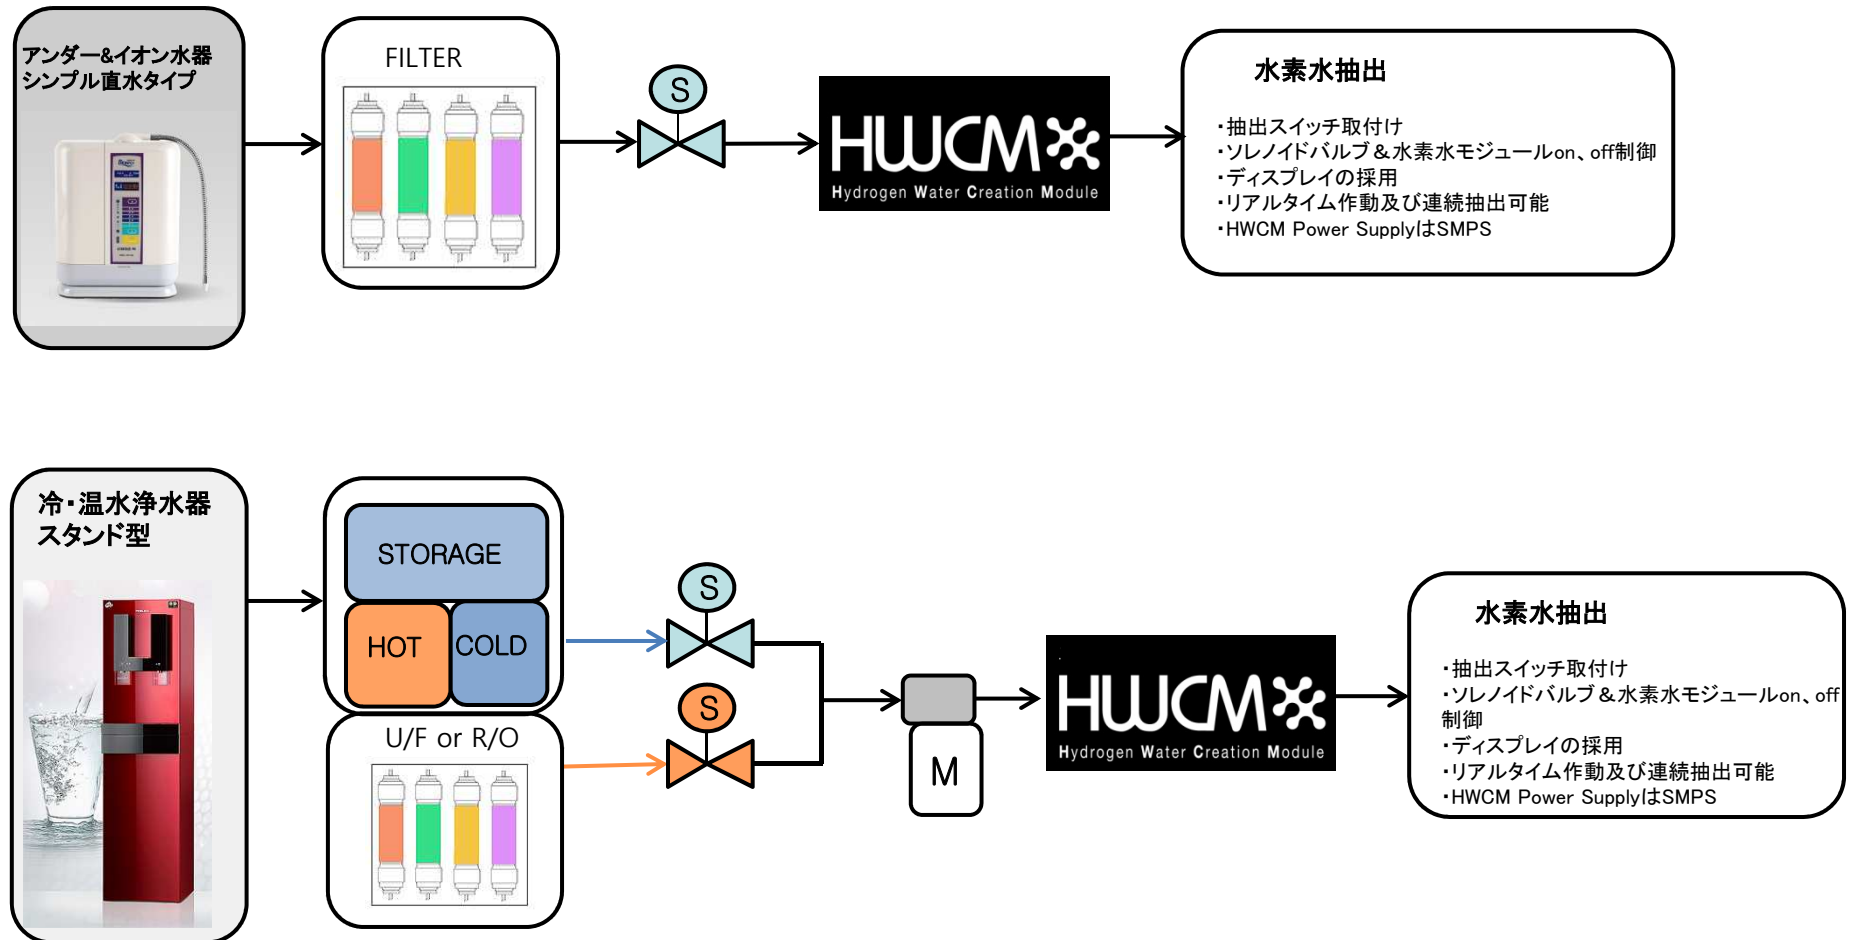 アンダー&イオン水器
シンプル直水タイプ
FILTER
S
HWCM
Hydrogen Water Creation Module
水素水抽出
・抽出スイッチ取付け
・ソレノイドバルブ＆水素水モジュールon、off制御
・ディスプレイの採用
・リアルタイム作動及び連続抽出可能
・HWCM Power SupplyはSMPS
冷・温水浄水器
スタンド型
STORAGE
HOT
COLD
U/F or R/O
S
S
M
HWCM
Hydrogen Water Creation Module
水素水抽出
・抽出スイッチ取付け
・ソレノイドバルブ＆水素水モジュールon、off
制御
・ディスプレイの採用
・リアルタイム作動及び連続抽出可能
・HWCM Power SupplyはSMPS